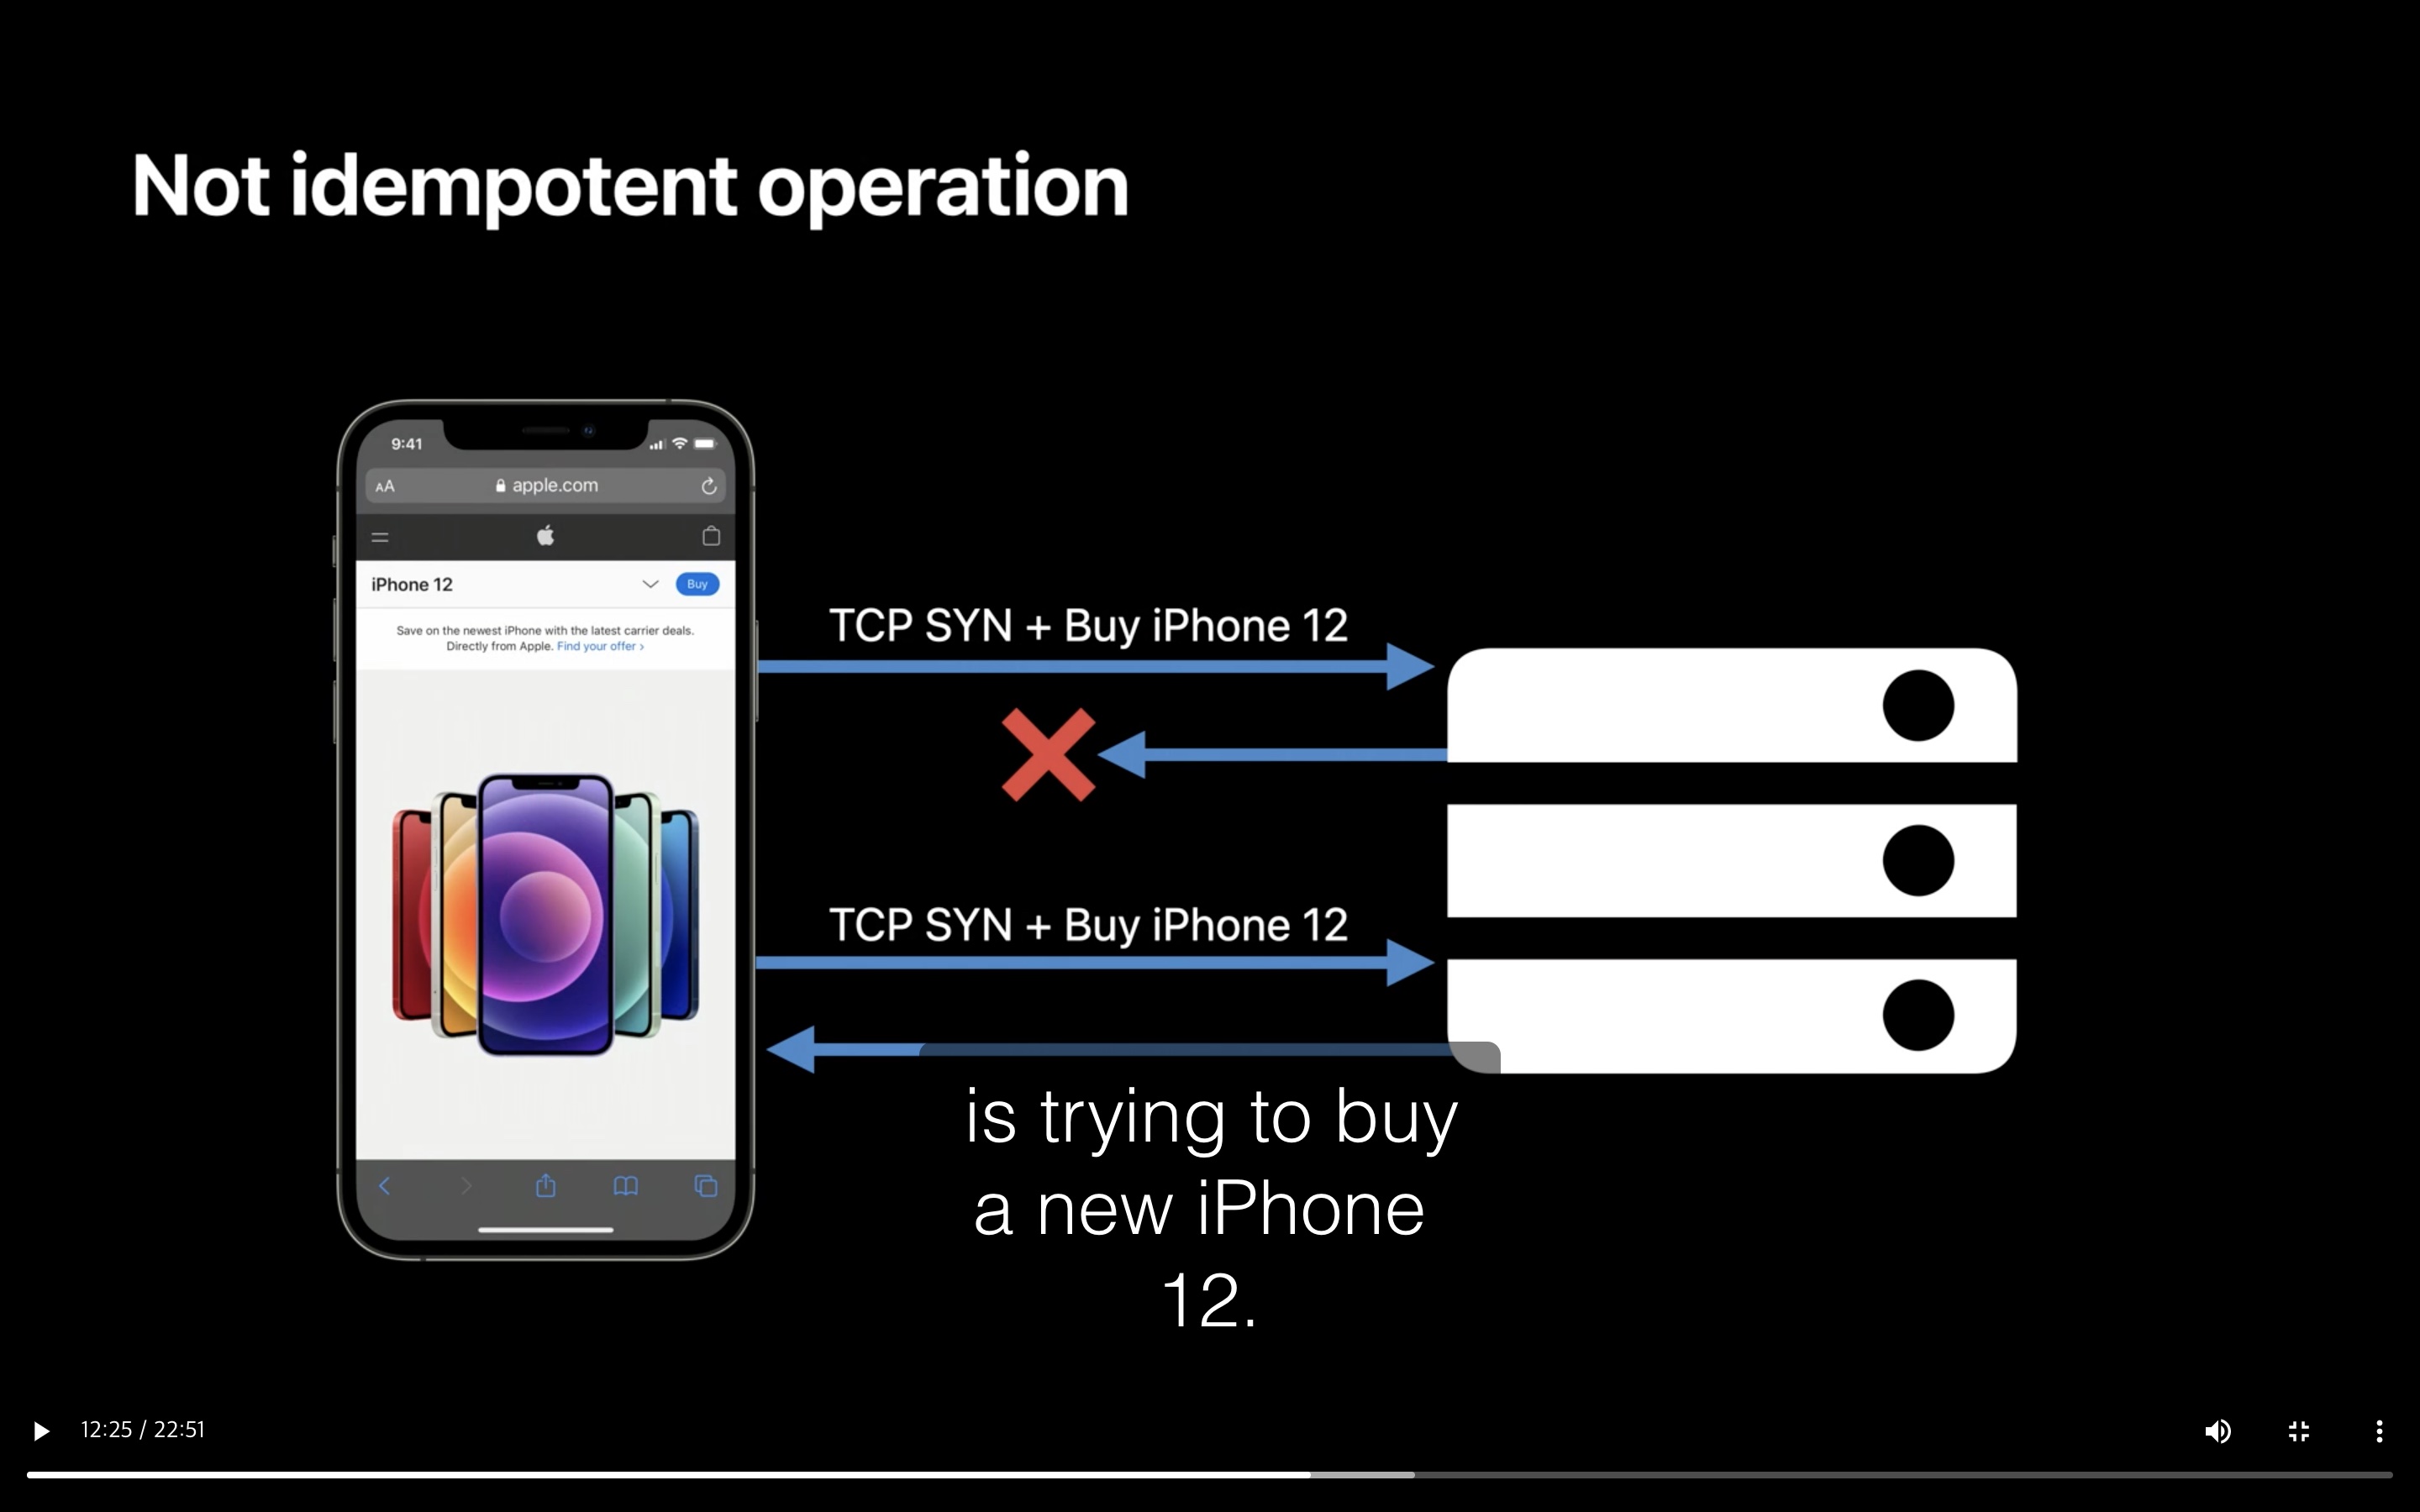 Not idempotent operation
9:41
AA
apple.com
iPhone 12
Buy
Save on the newest iPhone with the latest carrier deals.
Directly from Apple. Find your offer >
TCP SYN + Buy iPhone 12
TCP SYN + Buy iPhone 12
is trying to buy
a new iPhone
12.
12:25 / 22:51